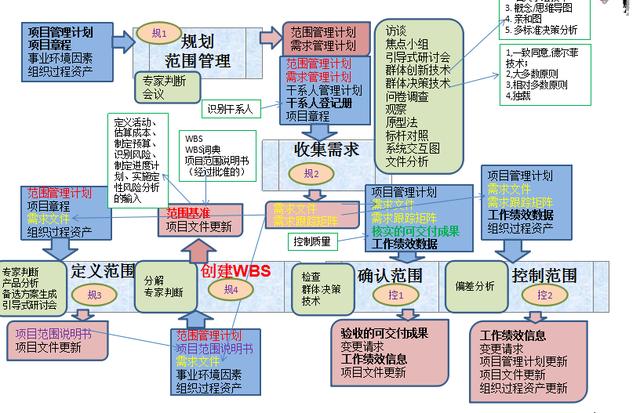 3. 概念/思维导图
4. 亲和图
5. 多标准决策分析
1,一致同意,德尔菲
技术;
2,大多数原则
3,相对多数原则
4,独裁
项目管理计划
项目章程
事业环境因素
组织过程资产
规1
规划
范围管理
专家判断
会议
范围管理计划
需求管理计划
范围管理计划
需求管理计划
干系人管理计划
干系人登记册
项目章程
识别干系人
访谈
焦点小组
引导式研讨会
群体创新技术
群体决策技术
问卷调查
观察
原型法
标杆对照
系统交互图
文件分析
收集需求
规2
定义活动、
估算成本、
制定预算、
识别风险、
制定进度计
划、实施定
性风险分析
的输入
WBS
WBS词典
项目范围说明书
(经过批准的)
范围管理计划
项目章程
需求文件
组织过程资产
范围基准
项目文件更新
需求文件
需求跟踪矩阵
控制质量
项目管理计划
需求文件
需求跟踪矩阵
核实的可交付成果
工作绩效数据
项目管理计划
需求文件
需求跟踪矩阵
工作绩效数据
组织过程资产
专家判断
产品分析
备选方案生成
引导式研讨会
定义范围
规3
分解
专家判断
创建WBS
规4
检查
群体决策
技术
确认范围
控1
偏差分析
控制范围
控2
项目范围说明书
项目文件更新
范围管理计划
项目范围说明书
需求文件
事业环境因素
组织过程资产
验收的可交付成果
变更请求
工作绩效信息
项目文件更新
工作绩效信息
变更请求
项目管理计划更新
项目文件更新
组织过程资产更新